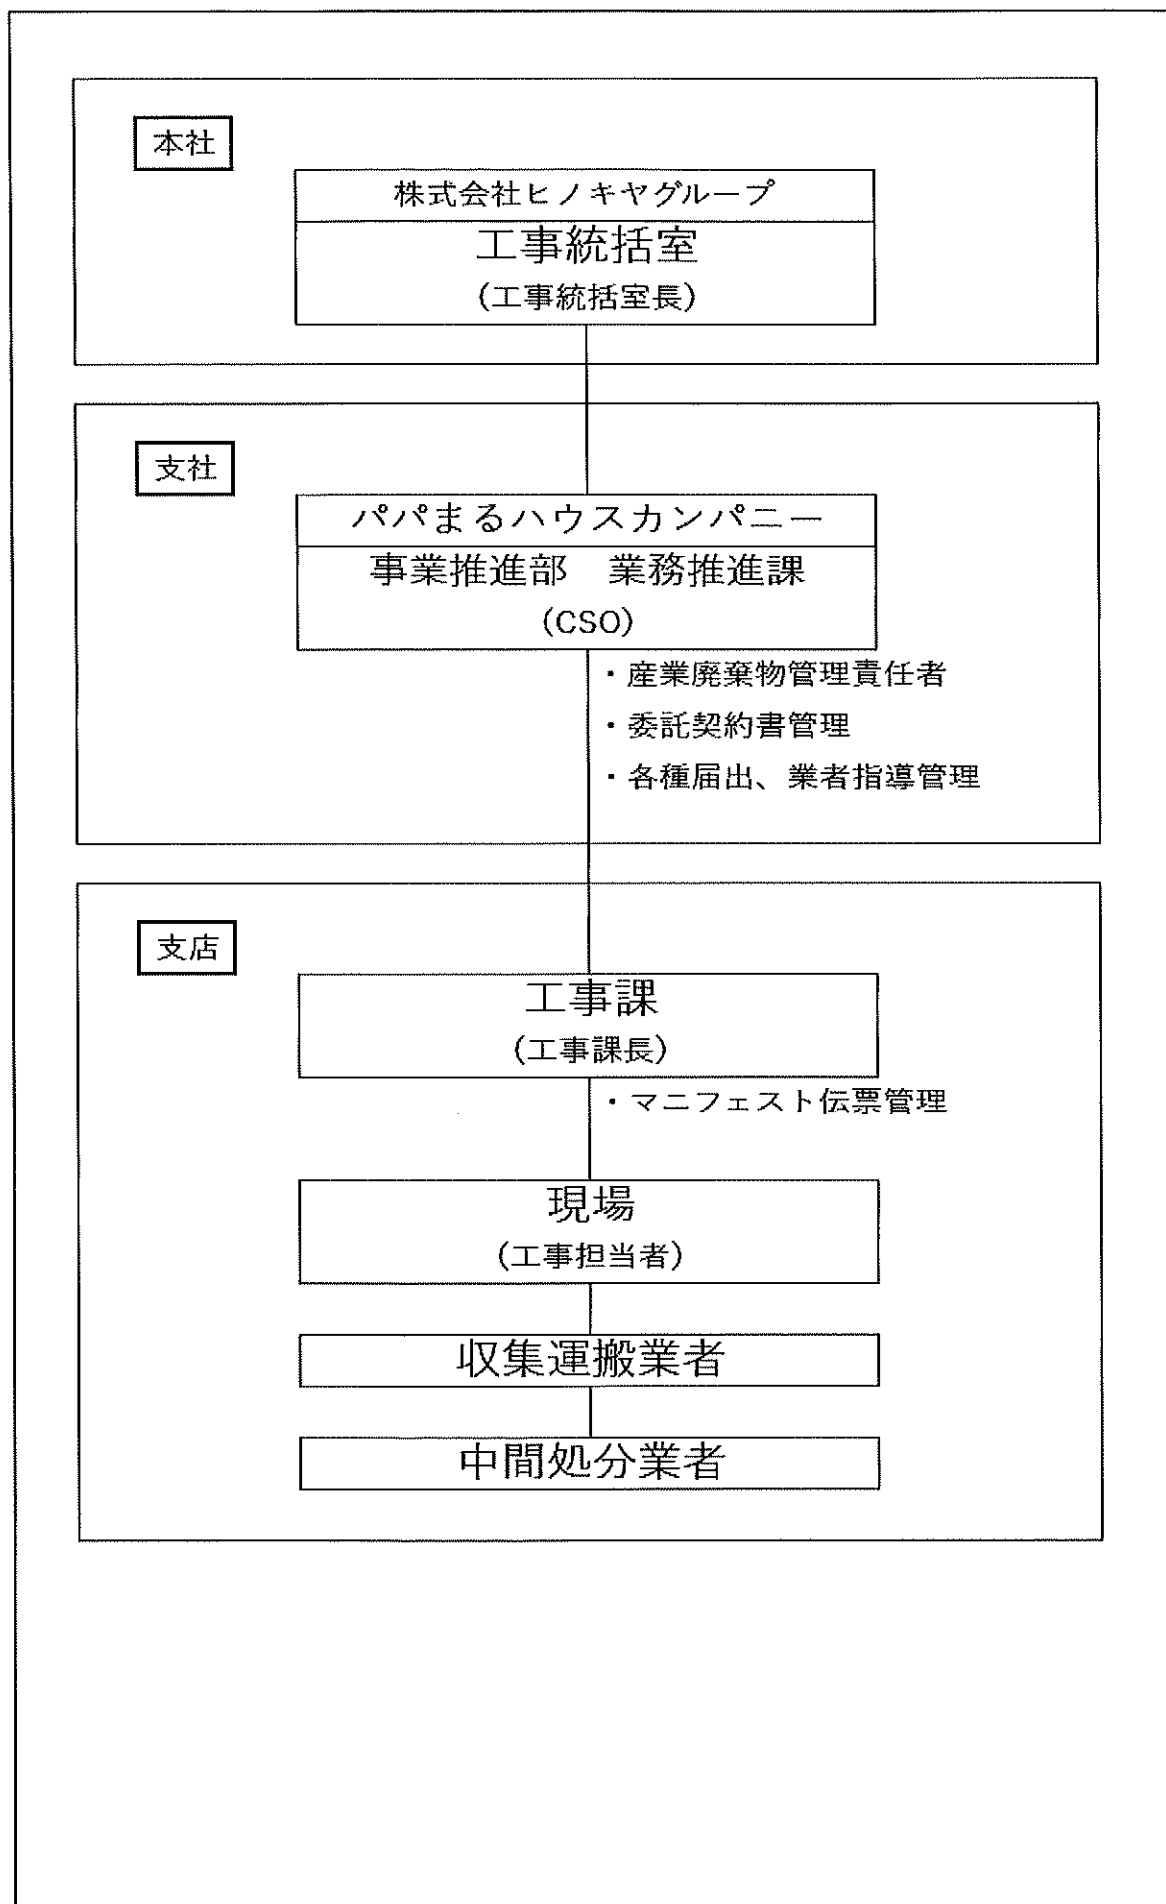 本社
株式会社ヒノキヤグループ
工事統括室
(工事統括室長)
支社
パパまるハウスカンパニー
事業推進部　業務推進課
(CSO)
・産業廃棄物管理責任者
・委託契約書管理
・各種届出、業者指導管理
支店
工事課
(工事課長)
・マニフェスト伝票管理
現場
(工事担当者)
収集運搬業者
中間処分業者